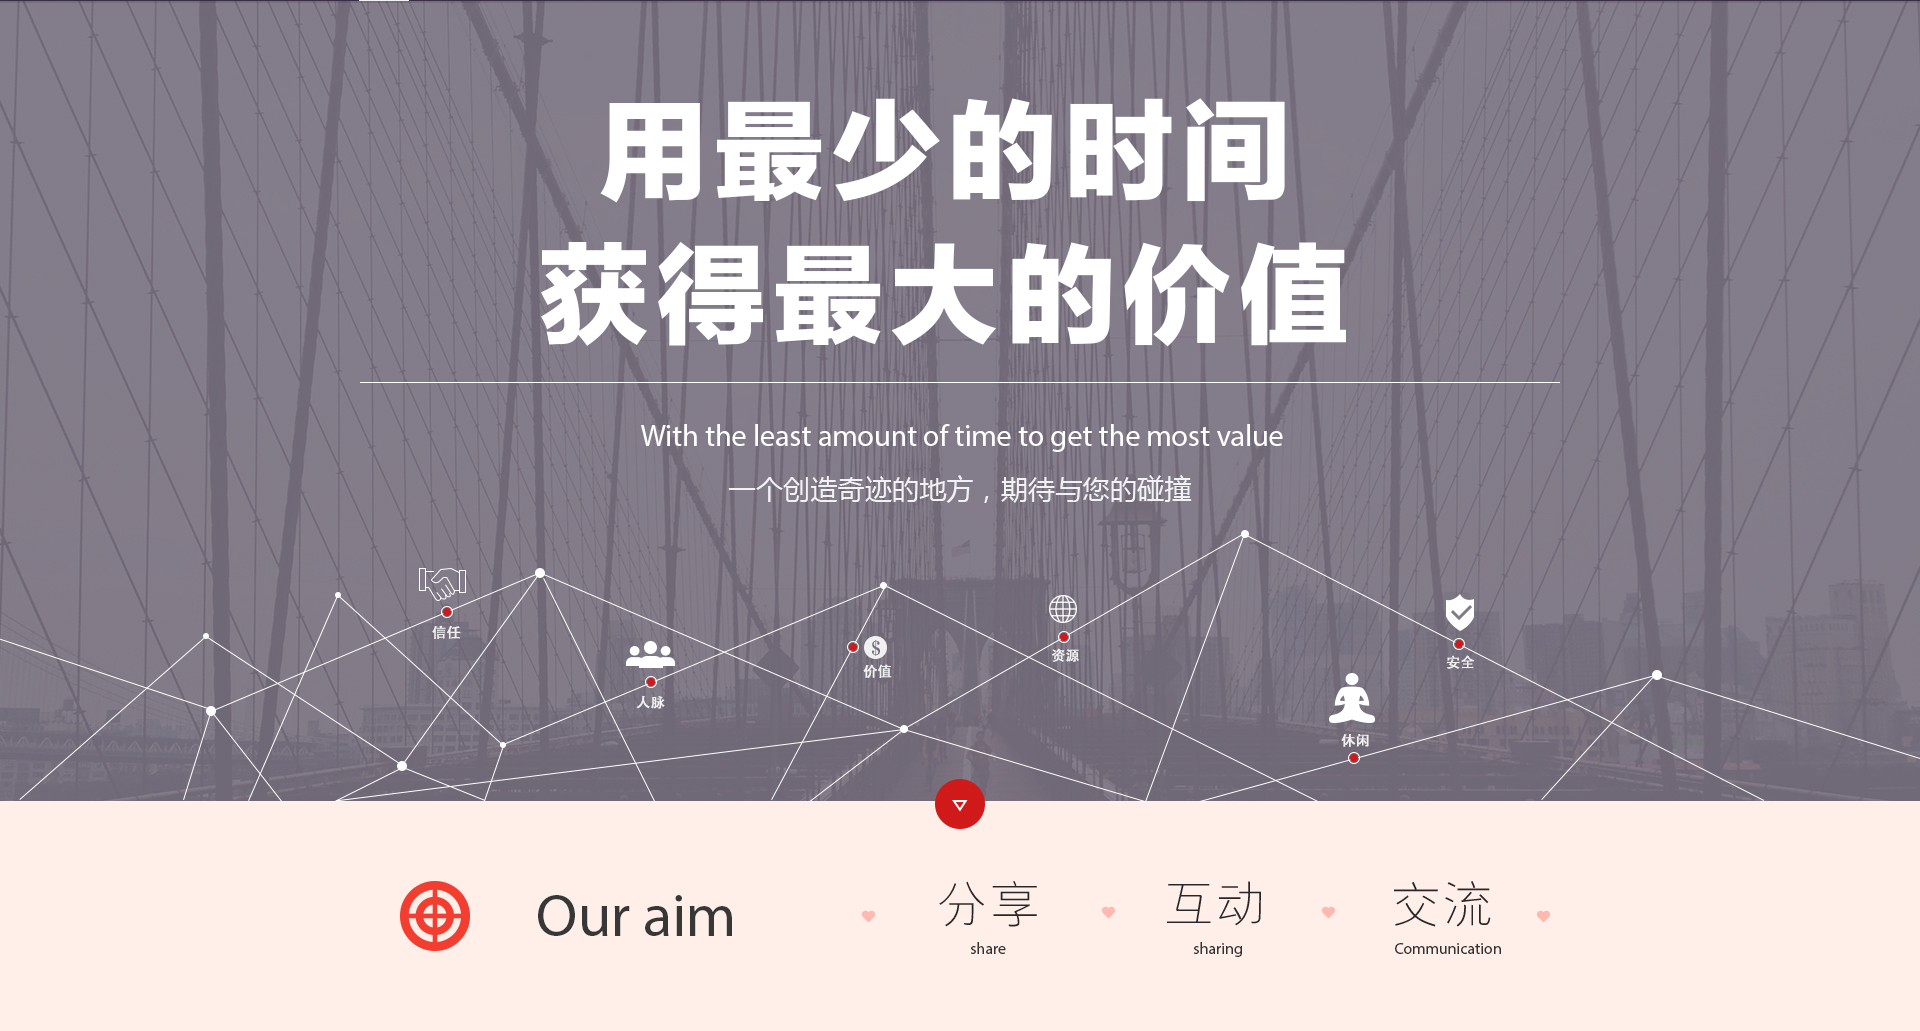 用最少的时间
获得最大的价值
With the least amount of time to get the most value
一个创造奇迹的地方，期待与您的碰撞
信任
人脉
$
价值
资源
休闲
安全
Our aim
分享
share
互动
sharing
交流
Communication